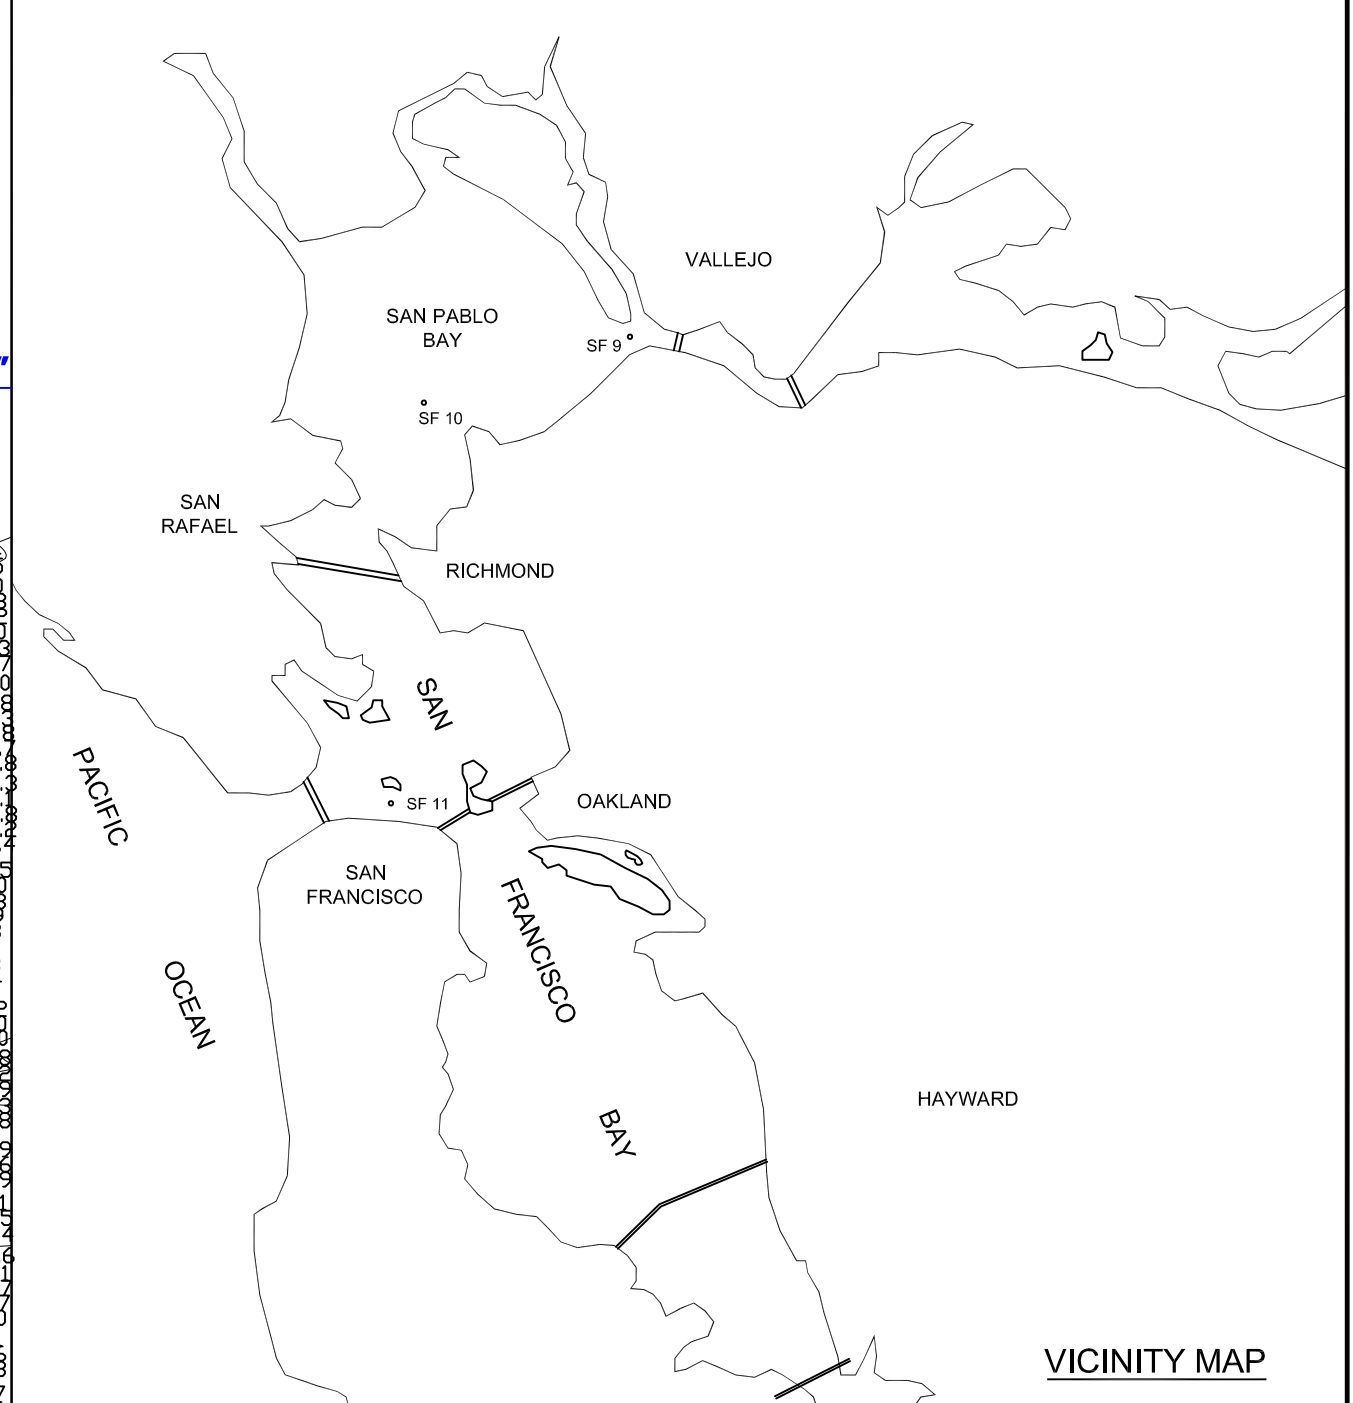 VALLEJO
SAN PABLO
BAY
SF 9
SF 10
SAN
RAFAEL
RICHMOND
SAN
PACIFIC
SF 11
OAKLAND
SAN
FRANCISCO
FRANCISCO
OCEAN
HAYWARD
BAY
VICINITY MAP